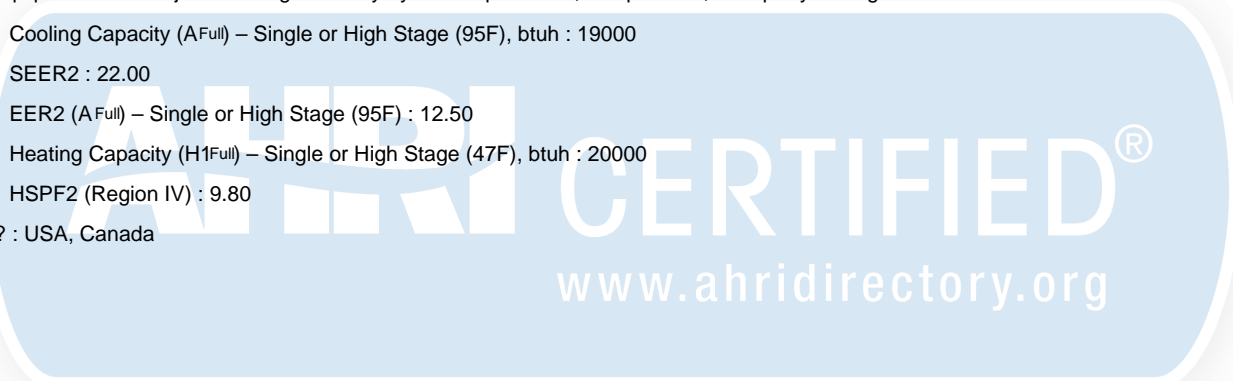 Cooling Capacity (AFull) – Single or High Stage (95F), btuh : 19000
SEER2 : 22.00
EER2 (AFull) – Single or High Stage (95F) : 12.50
Heating Capacity (H1Full) – Single or High Stage (47F), btuh : 20000
HSPF2 (Region IV) : 9.80
? : USA, Canada
AHRI CERTIFIED®
www.ahridirectory.org